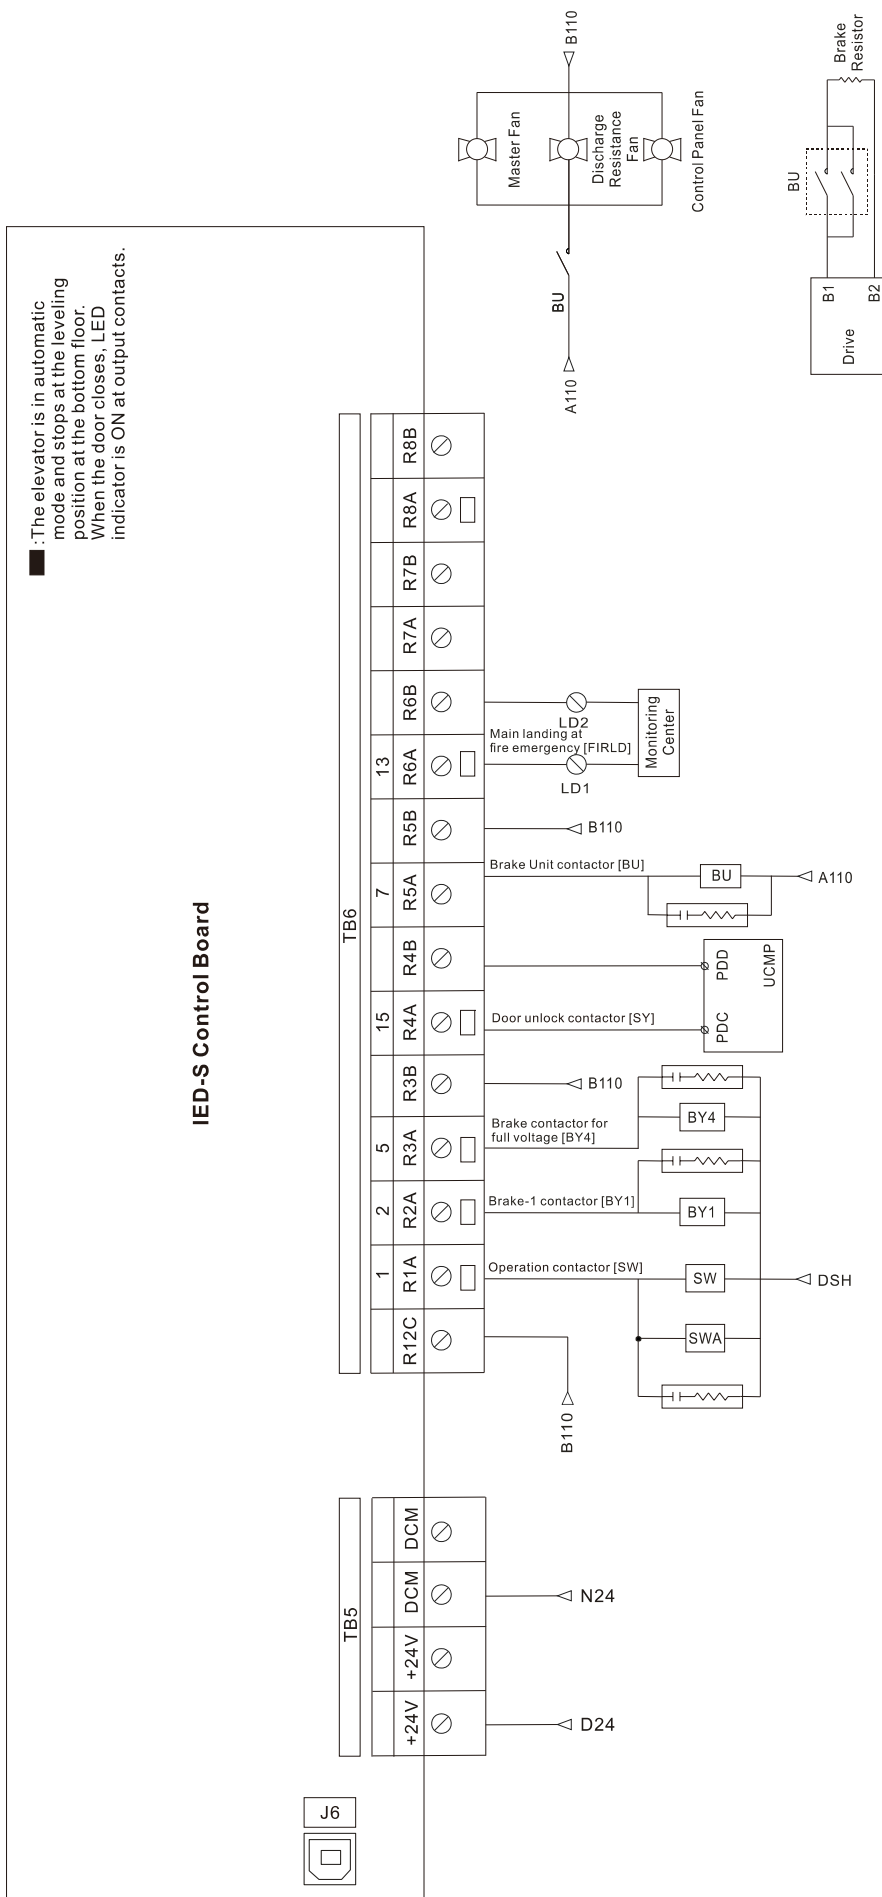 B110
Master Fan
Discharge
Resistance
Fan
Control Panel Fan
BU
A110
Brake
Resistor
BU
B1
B2
Drive
:The elevator is in automatic
mode and stops at the leveling
position at the bottom floor.
When the door closes, LED
indicator is ON at output contacts.
IED-S Control Board
TB6
R8B
R8A
R7B
R7A
R6B
13
R6A
R5B
7
R5A
R4B
15
R4A
R3B
5
R3A
2
R2A
1
R1A
R12C
LD2
Main landing at
fire emergency [FIRLD]
LD1
Monitoring
Center
B110
Brake Unit contactor [BU]
BU
A110
PDD
UCMP
Door unlock contactor [SY]
PDC
B110
Brake contactor for
full voltage [BY4]
BY4
Brake-1 contactor [BY1]
BY1
Operation contactor [SW]
SW
DSH
SWA
B110
TB5
DCM
DCM
+24V
+24V
N24
D24
J6